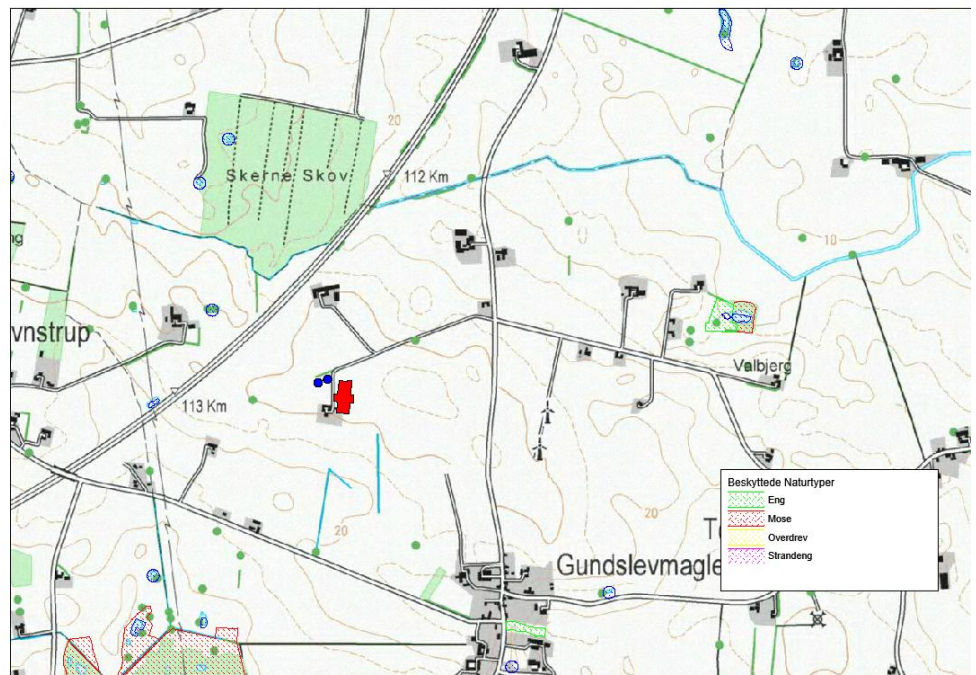 20
Skerne Skov
112 Km
ng
10
vnstrup
Valbjerg
113 Km
Beskyttede Naturtyper
Eng
Mose
Overdrev
Strandeng
20
20
T
Gundslevmagle